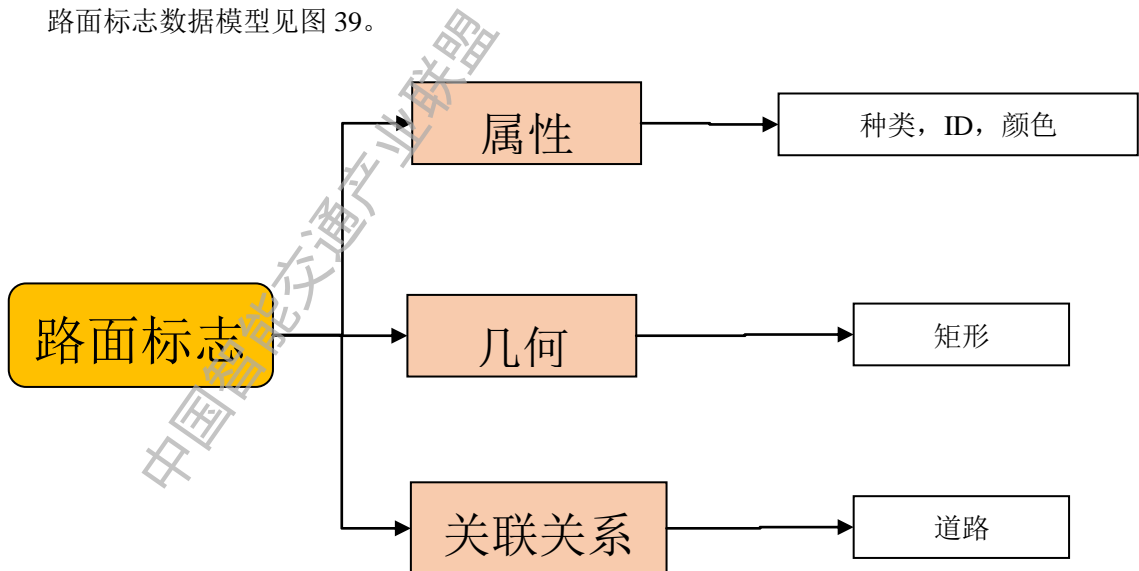 路面标志数据模型见图 39。
属性
种类，ID，颜色
路面标志
几何
矩形
关联关系
道路
中国智能交通产业联盟